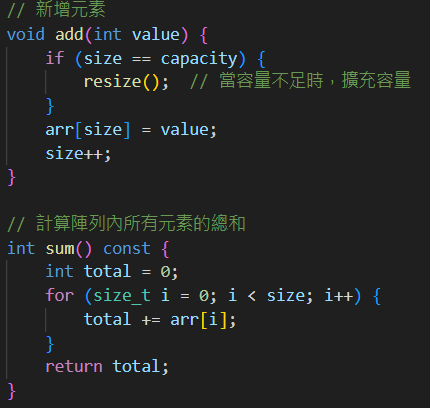 // 新增元素
void add(int value) {
    if (size == capacity) {
        resize();  // 當容量不足時，擴充容量
    }
    arr[size] = value;
    size++;
}

// 計算陣列內所有元素的總和
int sum() const {
    int total = 0;
    for (size_t i = 0; i < size; i++) {
        total += arr[i];
    }
    return total;
}